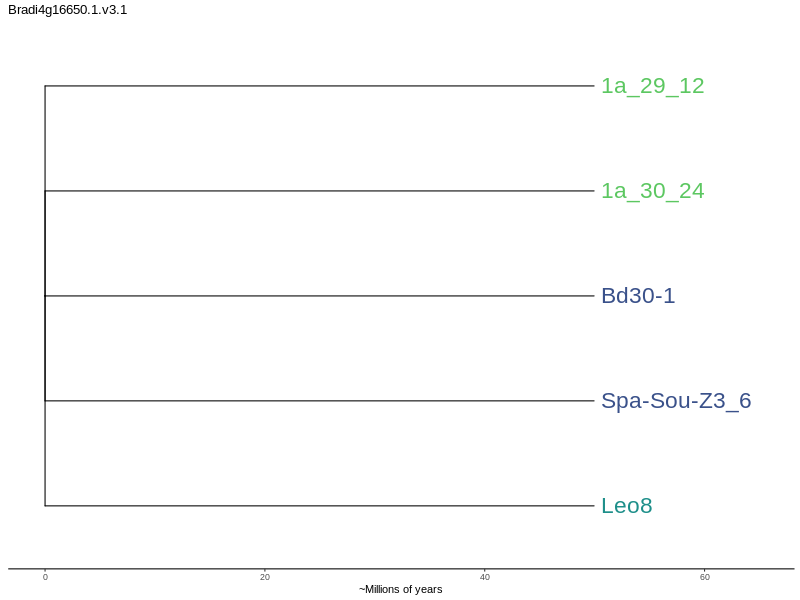 Bradi4g16650.1.v3.1
1a_29_12
1a_30_24
Bd30-1
Spa-Sou-Z3_6
Leo8
0 20 40 60
~Millions of years